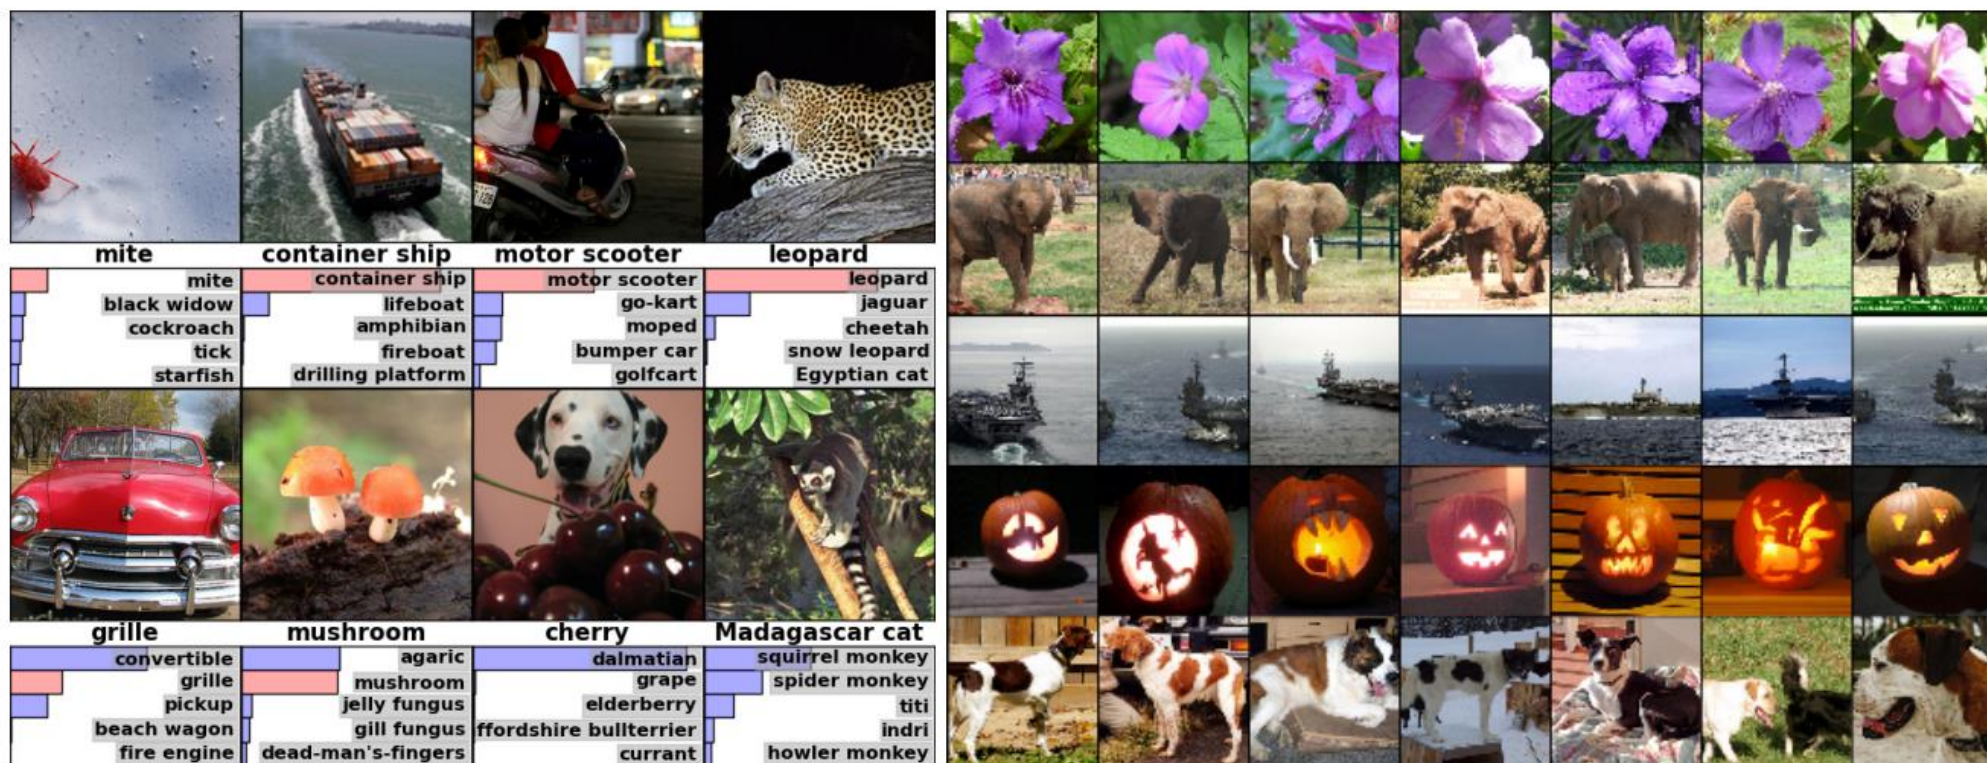 mite
container ship
motor scooter
leopard
mite
black widow
cockroach
tick
starfish
container ship
lifeboat
amphibian
fireboat
drilling platform
motor scooter
go-kart
moped
bumper car
golfcart
leopard
jaguar
cheetah
snow leopard
Egyptian cat
grille
mushroom
cherry
Madagascar cat
convertible
grille
pickup
beach wagon
fire engine
agaric
mushroom
jelly fungus
gill fungus
dead-man's-fingers
dalmatian
grape
elderberry
ffordshire bullterrier
currant
squirrel monkey
spider monkey
titi
indri
howler monkey